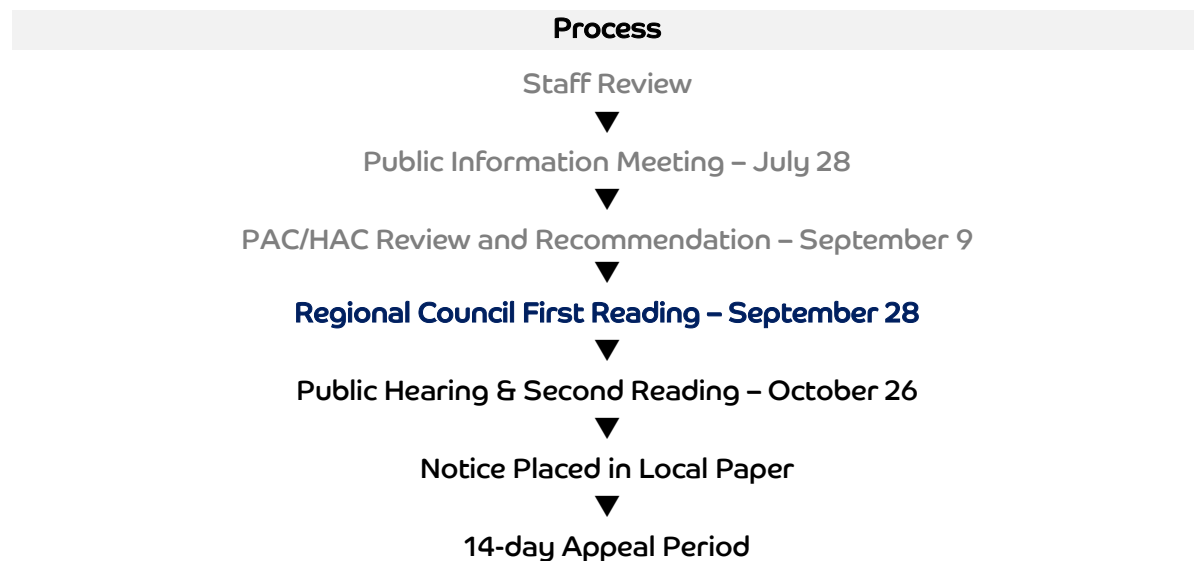 Process
Staff Review
Public Information Meeting – July 28
PAC/HAC Review and Recommendation – September 9
Regional Council First Reading – September 28
Public Hearing & Second Reading – October 26
Notice Placed in Local Paper
14-day Appeal Period